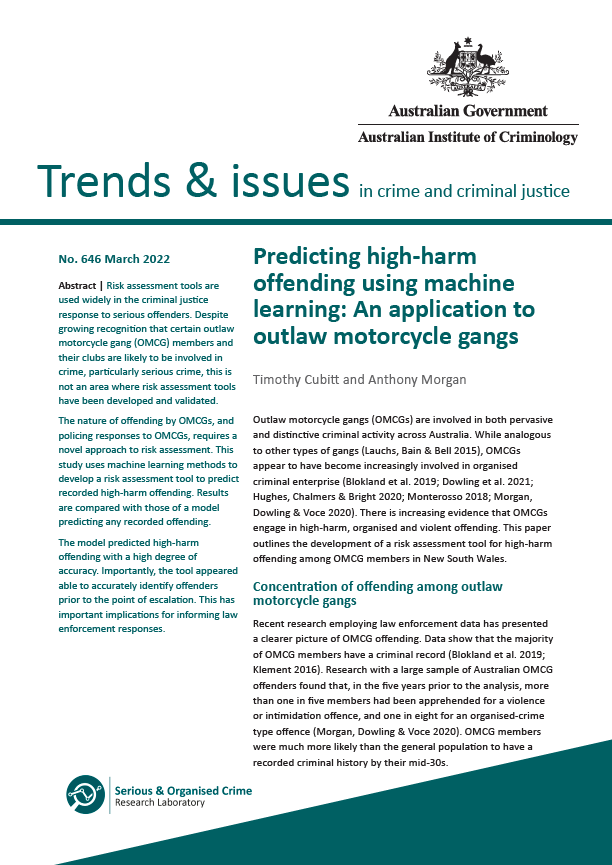 Australian Government
Australian Institute of Criminology
Trends & issues in crime and criminal justice
No. 646 March 2022
Abstract | Risk assessment tools are
used widely in the criminal justice
response to serious offenders. Despite
growing recognition that certain outlaw
motorcycle gang (OMCG) members and
their clubs are likely to be involved in
crime, particularly serious crime, this is
not an area where risk assessment tools
have been developed and validated.
The nature of offending by OMCGs, and
policing responses to OMCGs, requires a
novel approach to risk assessment. This
study uses machine learning methods to
develop a risk assessment tool to predict
recorded high-harm offending. Results
are compared with those of a model
predicting any recorded offending.
The model predicted high-harm
offending with a high degree of
accuracy. Importantly, the tool appeared
able to accurately identify offenders
prior to the point of escalation. This has
important implications for informing law
enforcement responses.
Predicting high-harm
offending using machine
learning: An application to
outlaw motorcycle gangs
Timothy Cubitt and Anthony Morgan
Outlaw motorcycle gangs (OMCGs) are involved in both pervasive
and distinctive criminal activity across Australia. While analogous
to other types of gangs (Lauchs, Bain & Bell 2015), OMCGs
appear to have become increasingly involved in organised
criminal enterprise (Blokland et al. 2019; Dowling et al. 2021;
Hughes, Chalmers & Bright 2020; Monterosso 2018; Morgan,
Dowling & Voce 2020). There is increasing evidence that OMCGs
engage in high-harm, organised and violent offending. This paper
outlines the development of a risk assessment tool for high-harm
offending among OMCG members in New South Wales.
Concentration of offending among outlaw
motorcycle gangs
Recent research employing law enforcement data has presented
a clearer picture of OMCG offending. Data show that the majority
of OMCG members have a criminal record (Blokland et al. 2019;
Klement 2016). Research with a large sample of Australian OMCG
offenders found that, in the five years prior to the analysis, more
than one in five members had been apprehended for a violence
or intimidation offence, and one in eight for an organised-crime
type offence (Morgan, Dowling & Voce 2020). OMCG members
were much more likely than the general population to have a
recorded criminal history by their mid-30s.
Serious & Organised Crime
Research Laboratory